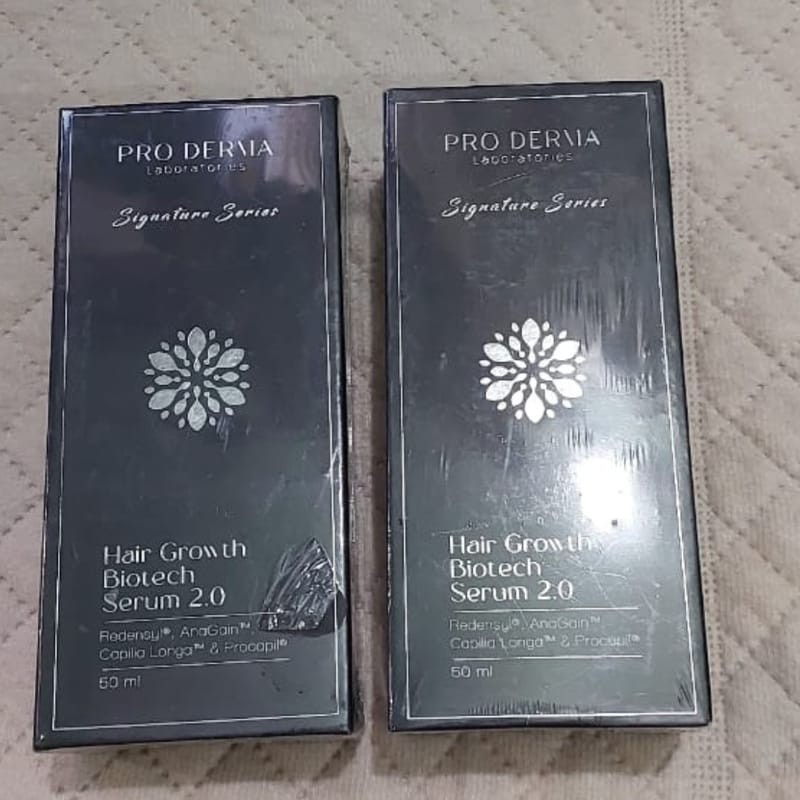 PRO DERMA
Laboratories
Signature Series
Hair Growth
Biotech
Serum 2.0
Redensyl®, AnaGain™,
Capilia Longa™ & Procapil®
50 ml
PRO DERMA
Laboratories
Signature Series
Hair Growth
Biotech
Serum 2.0
Redensyl®, AnaGain™
Capilia Longa™ & Procapil®
50 ml